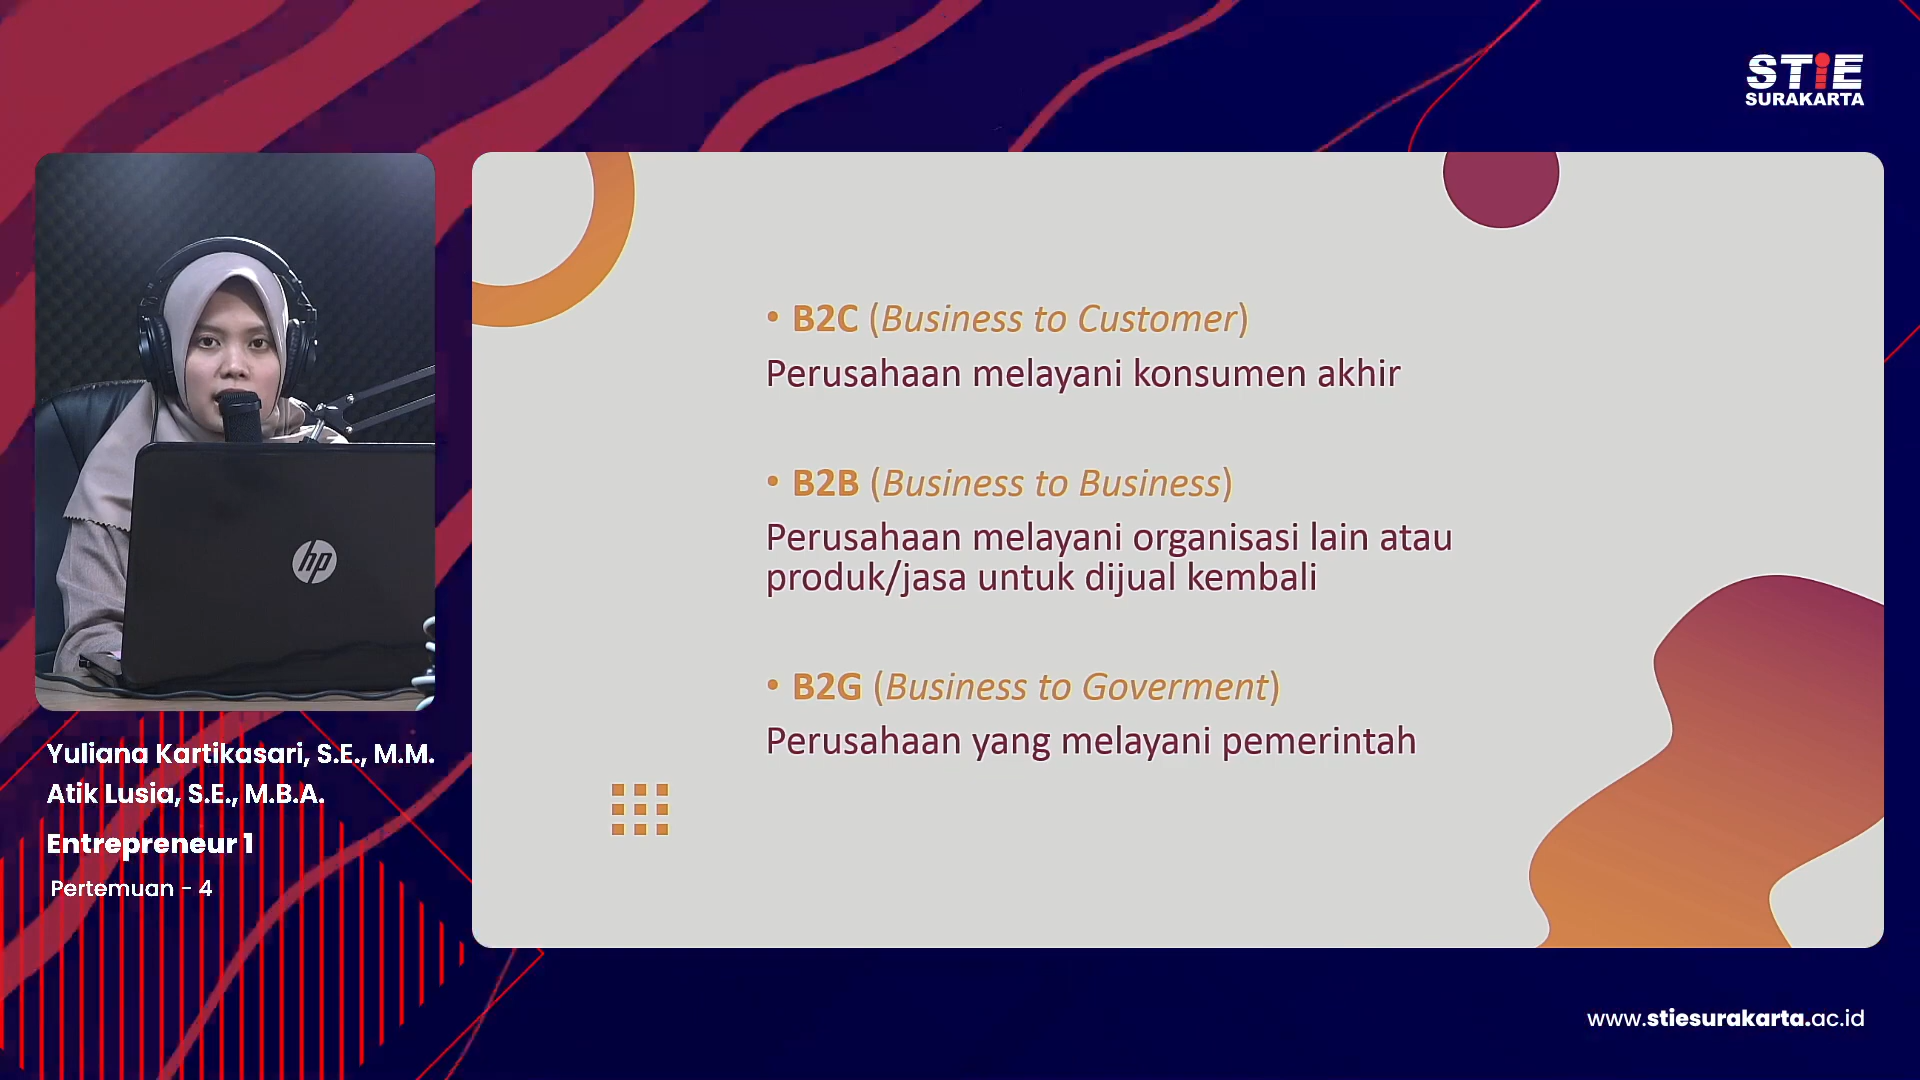 STiE
SURAKARTA
• B2C (Business to Customer)
Perusahaan melayani konsumen akhir
• B2B (Business to Business)
Perusahaan melayani organisasi lain atau
produk/jasa untuk dijual kembali
• B2G (Business to Goverment)
Perusahaan yang melayani pemerintah
hp
Yuliana Kartikasari, S.E., M.M.
Atik Lusia, S.E., M.B.A.
Entrepreneur 1
Pertemuan - 4
www.stiesurakarta.ac.id